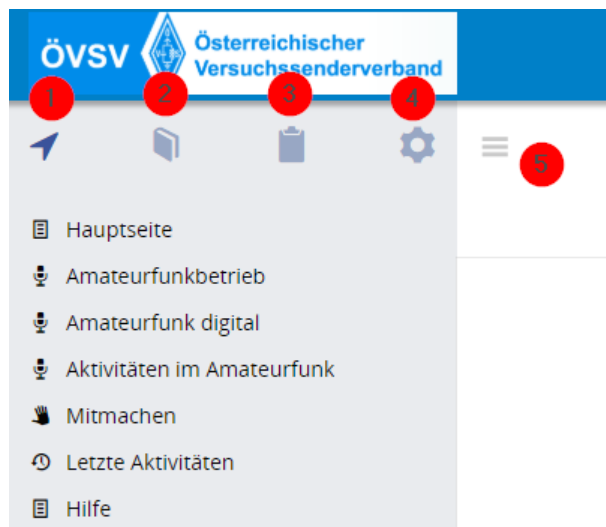 ÖVSV
Österreichischer
Versuchssenderverband
1
2
3
4
5
Hauptseite
Amateurfunkbetrieb
Amateurfunk digital
Aktivitäten im Amateurfunk
Mitmachen
Letzte Aktivitäten
Hilfe